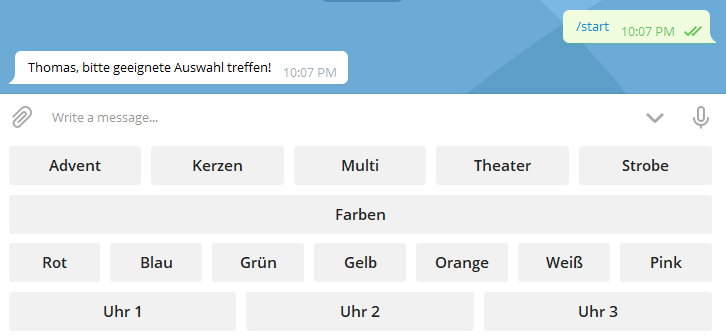 /start 10:07 PM
Thomas, bitte geeignete Auswahl treffen! 10:07 PM
Write a message...
Advent Kerzen Multi Theater Strobe
Farben
Rot Blau Grün Gelb Orange Weiß Pink
Uhr 1 Uhr 2 Uhr 3